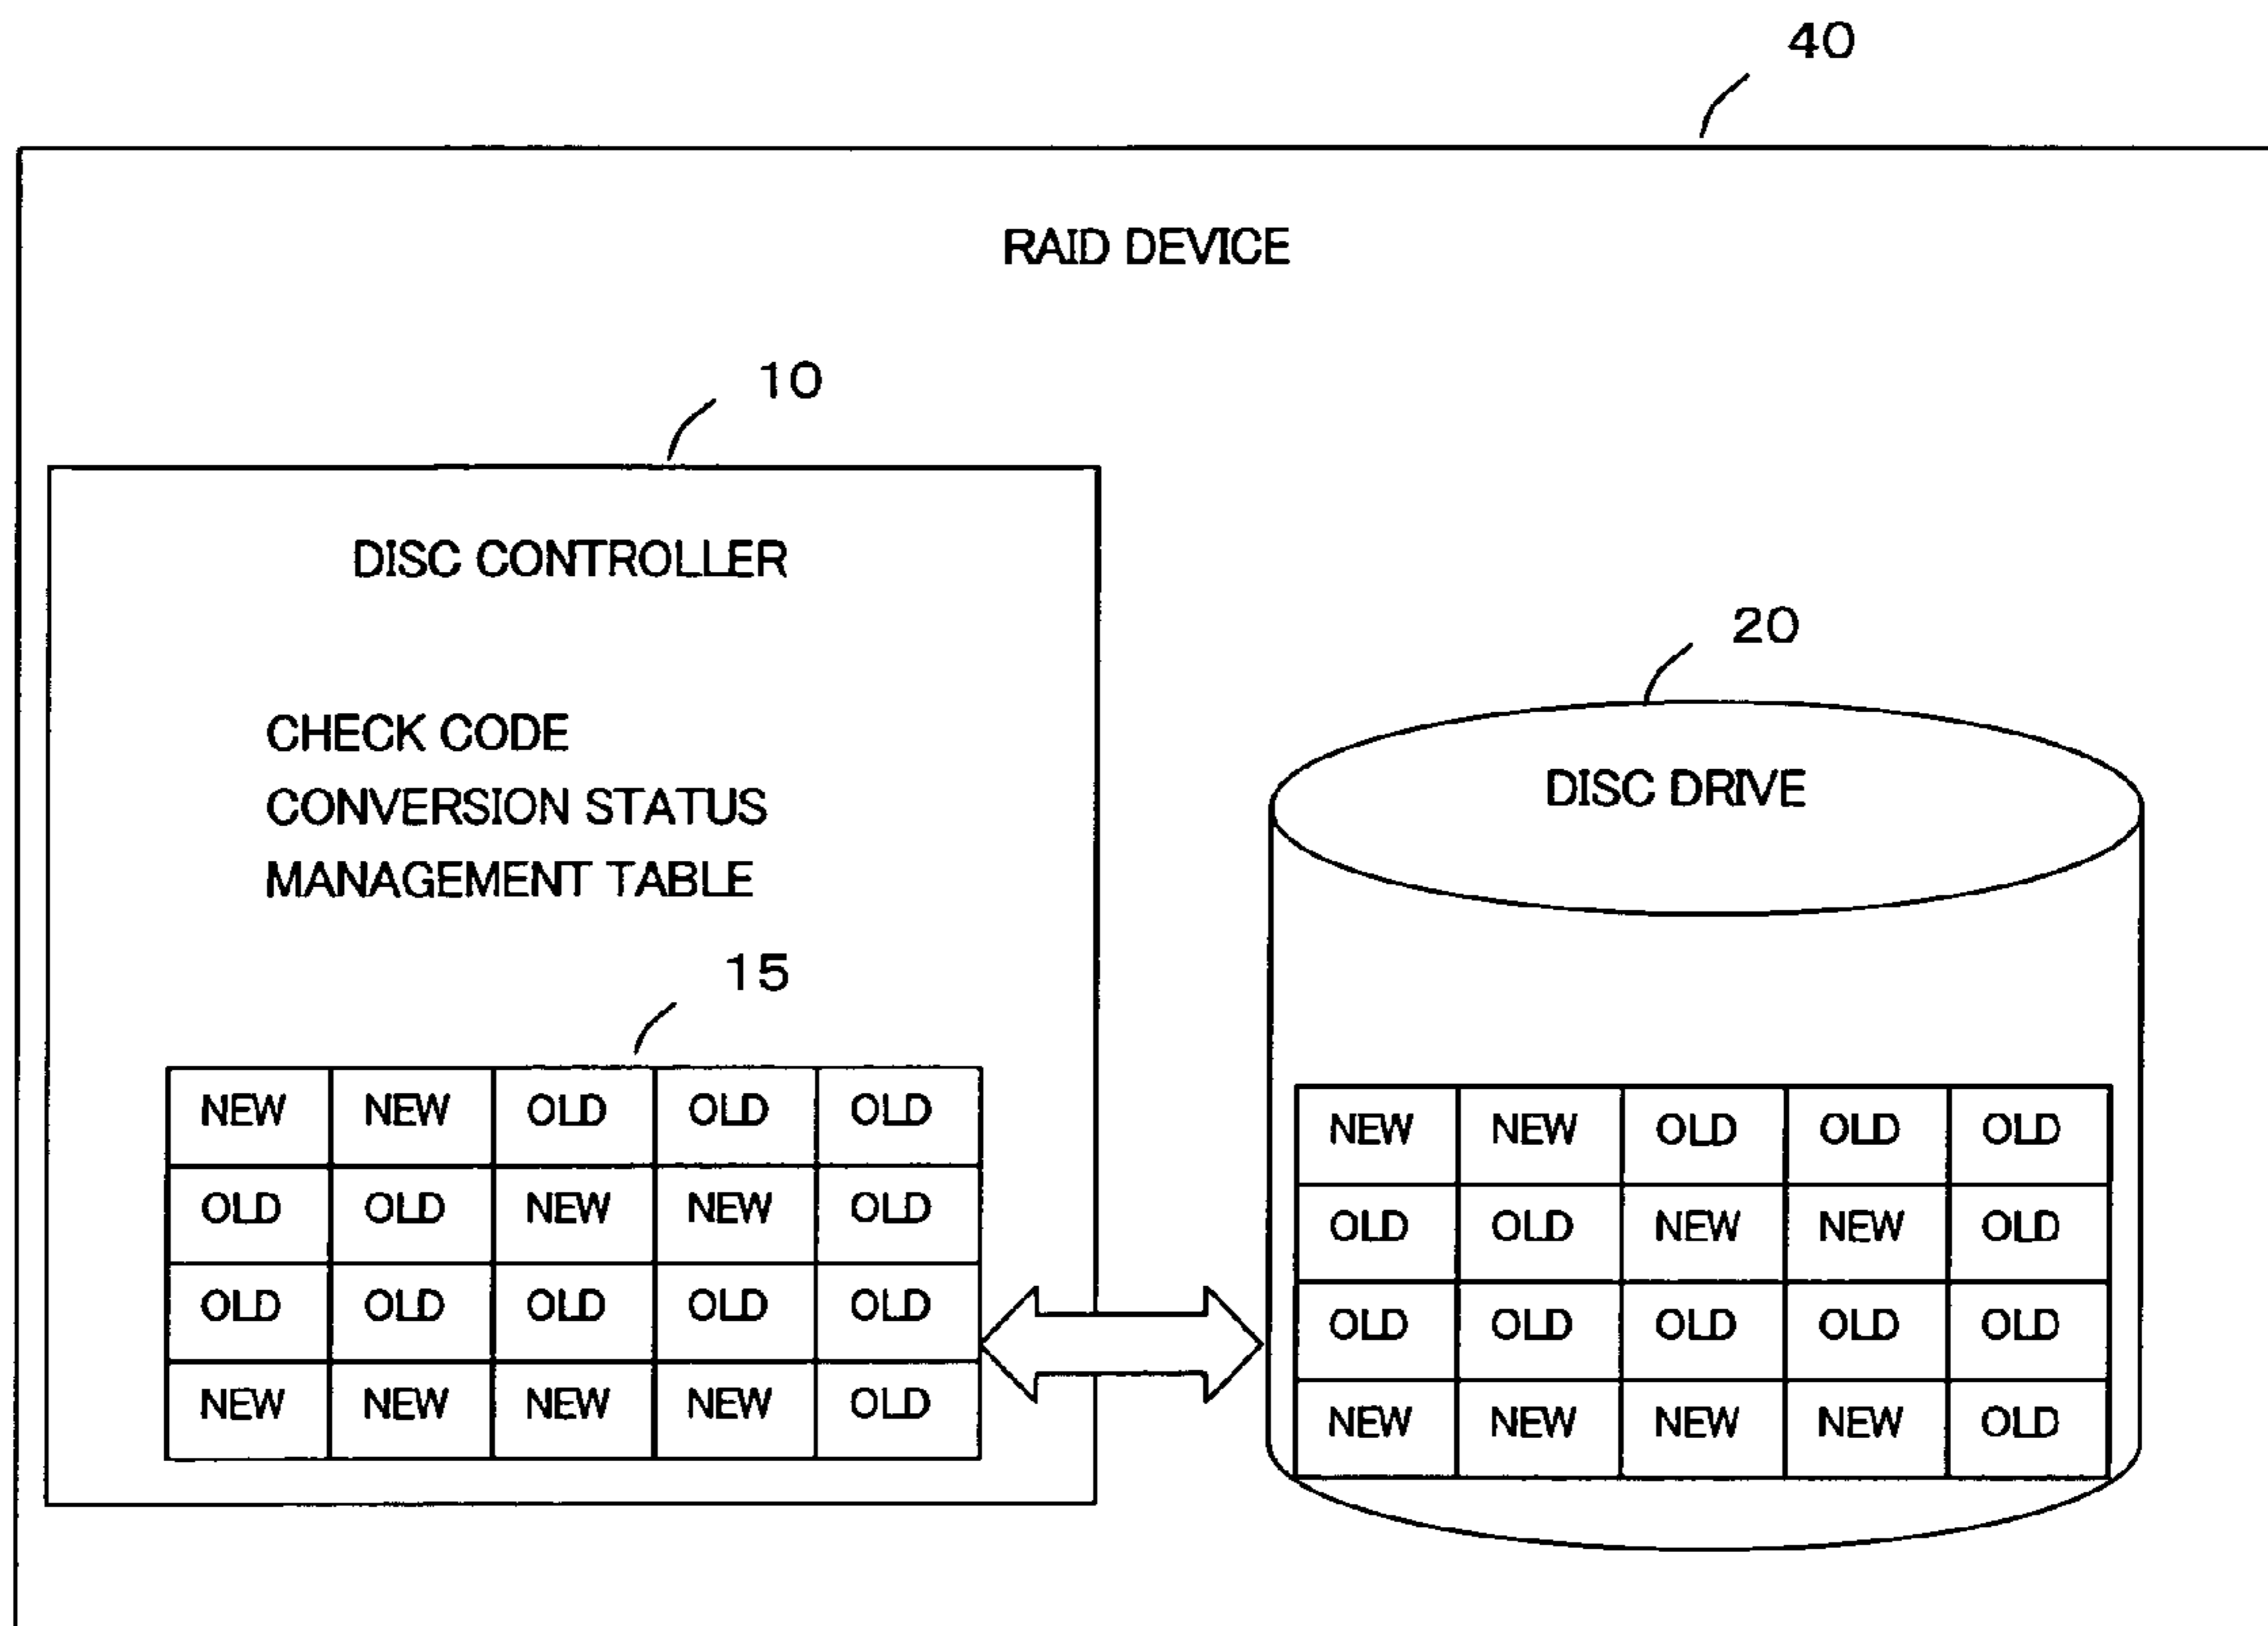 40
RAID DEVICE
10
DISC CONTROLLER
CHECK CODE
CONVERSION STATUS
MANAGEMENT TABLE
15
NEW NEW OLD OLD OLD
OLD OLD NEW NEW OLD
OLD OLD OLD OLD OLD
NEW NEW NEW NEW OLD
20
DISC DRIVE
NEW NEW OLD OLD OLD
OLD OLD NEW NEW OLD
OLD OLD OLD OLD OLD
NEW NEW NEW NEW OLD